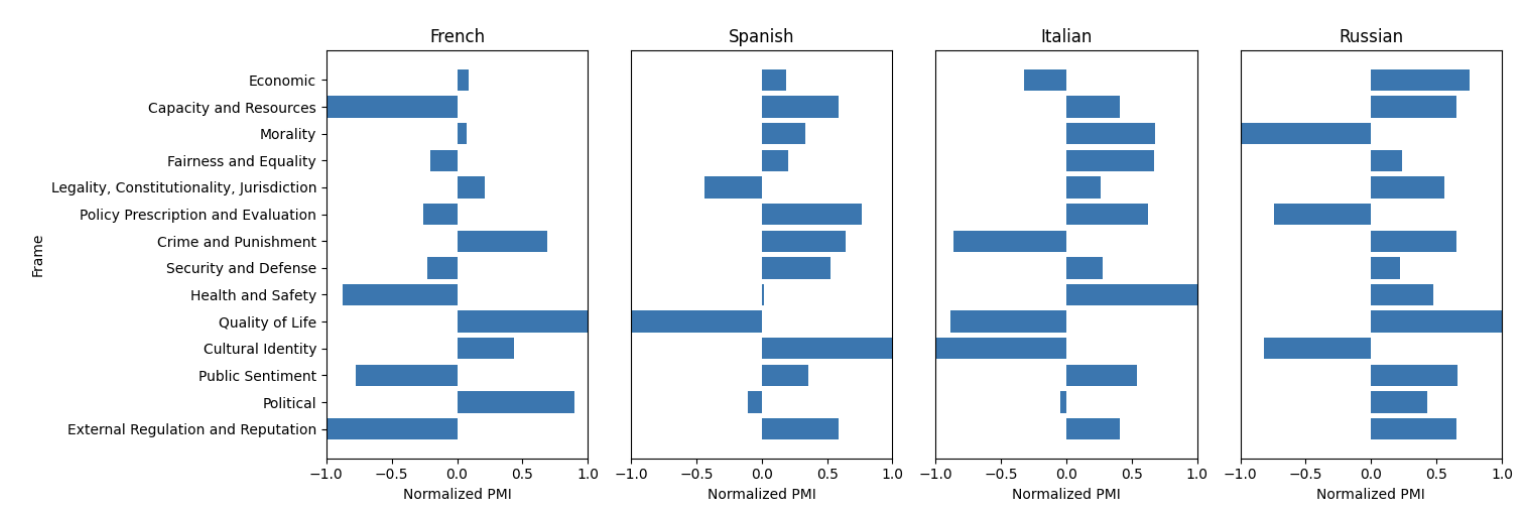 French
Spanish
Italian
Russian
Frame
Economic
Capacity and Resources
Morality
Fairness and Equality
Legality, Constitutionality, Jurisdiction
Policy Prescription and Evaluation
Crime and Punishment
Security and Defense
Health and Safety
Quality of Life
Cultural Identity
Public Sentiment
Political
External Regulation and Reputation
−1.0 −0.5 0.0 0.5 1.0
−1.0 −0.5 0.0 0.5 1.0
−1.0 −0.5 0.0 0.5 1.0
−1.0 −0.5 0.0 0.5 1.0
Normalized PMI
Normalized PMI
Normalized PMI
Normalized PMI